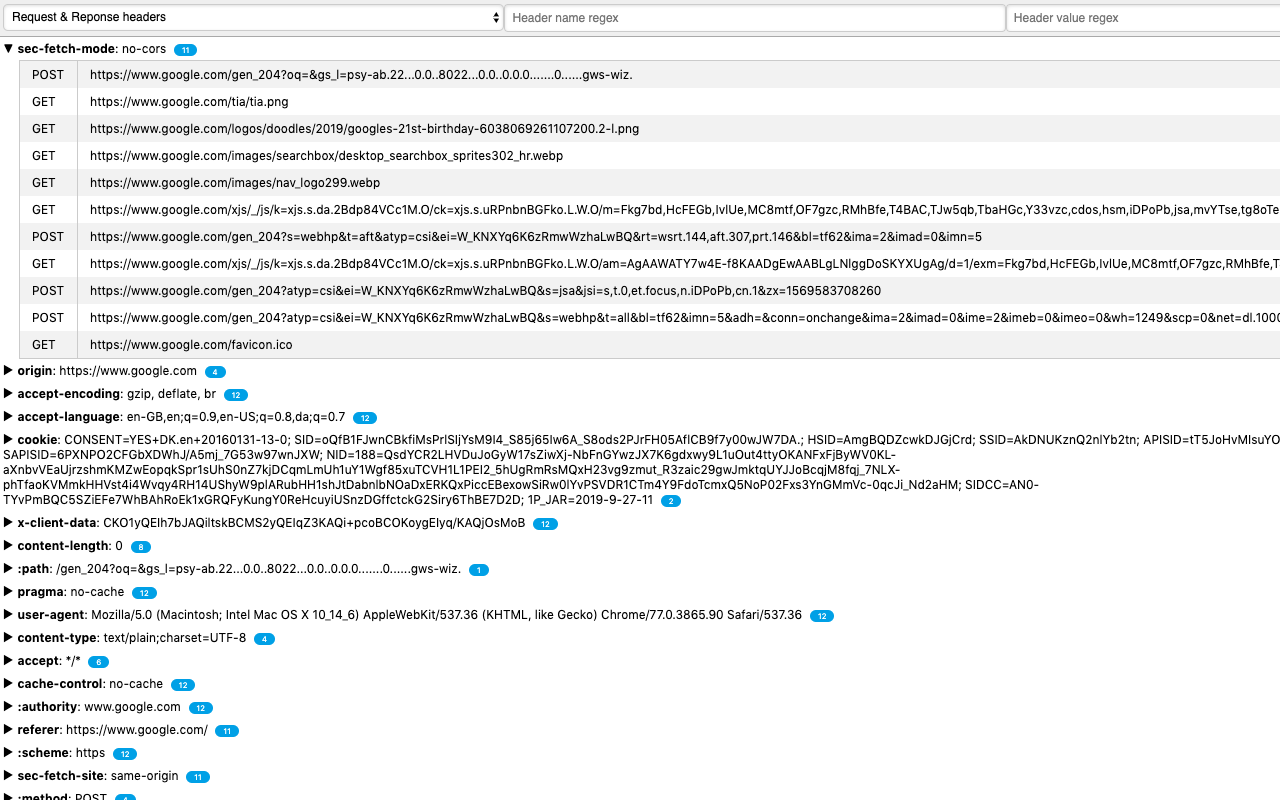 Request & Reponse headers
Header name regex
Header value regex
sec-fetch-mode: no-cors 11
POST https://www.google.com/gen_204?oq=&gs_l=psy-ab.22...0.0..8022...0.0..0.0.0.......0......gws-wiz.
GET https://www.google.com/tia/tia.png
GET https://www.google.com/logos/doodles/2019/googles-21st-birthday-6038069261107200.2-l.png
GET https://www.google.com/images/searchbox/desktop_searchbox_sprites302_hr.webp
GET https://www.google.com/images/nav_logo299.webp
GET https://www.google.com/xjs/_/js/k=xjs.s.da.2Bdp84VCc1M.O/ck=xjs.s.uRPnbnBGFko.L.W.O/m=Fkg7bd,HcFEGb,IvlUe,MC8mtf,OF7gzc,RMhBfe,T4BAC,TJw5qb,TbaHGc,Y33vzc,cdos,hsm,iDPoPb,jsa,mvYTse,tg8oTe
POST https://www.google.com/gen_204?s=webhp&t=aft&atyp=csi&ei=W_KNXYq6K6zRmwWzhaLwBQ&rt=wsrt.144,aft.307,prt.146&bl=tf62&ima=2&imad=0&imn=5
GET https://www.google.com/xjs/_/js/k=xjs.s.da.2Bdp84VCc1M.O/ck=xjs.s.uRPnbnBGFko.L.W.O/am=AgAAWATY7w4E-f8KAADgEwAABLgLNlggDoSKYXUgAg/d=1/exm=Fkg7bd,HcFEGb,IvlUe,MC8mtf,OF7gzc,RMhBfe,T
POST https://www.google.com/gen_204?atyp=csi&ei=W_KNXYq6K6zRmwWzhaLwBQ&s=jsa&jsi=s,t.0,et.focus,n.iDPoPb,cn.1&zx=1569583708260
POST https://www.google.com/gen_204?atyp=csi&ei=W_KNXYq6K6zRmwWzhaLwBQ&s=webhp&t=all&bl=tf62&imn=5&adh=&conn=onchange&ima=2&imad=0&ime=2&imeb=0&imeo=0&wh=1249&scp=0&net=dl.1000
GET https://www.google.com/favicon.ico
origin: https://www.google.com 4
accept-encoding: gzip, deflate, br 12
accept-language: en-GB,en;q=0.9,en-US;q=0.8,da;q=0.7 12
cookie: CONSENT=YES+DK.en+20160131-13-0; SID=oQfB1FJwnCBkfiMsPrISIjYsM9I4_S85j65lw6A_S8ods2PJrFH05AflCB9f7y00wJW7DA.; HSID=AmgBQDZcwkDJGjCrd; SSID=AkDNUKznQ2nlYb2tn; APISID=tT5JoHvMIsuYO
SAPISID=6PXNPO2CFGbXDWhJ/A5mj_7G53w97wnJXW; NID=188=QsdYCR2LHVDuJoGyW17sZiwXj-NbFnGYwzJX7K6gdxwy9L1uOut4ttyOKANFxFjByWV0KL-
aXnbvVEaUjrzshmKMZwEopqkSpr1sUhS0nZ7kjDCqmLmUh1uY1Wgf85xuTCVH1L1PEI2_5hUgRmRsMQxH23vg9zmut_R3zaic29gwJmktqUYJJoBcqjM8fqj_7NLX-
phTfaoKVMmkHHVst4i4Wvqy4RH14UShyW9pIARubHH1shJtDabnlbNOaDxERKQxPiccEBexowSiRw0lYvPSVDR1CTm4Y9FdoTcmxQ5NoP02Fxs3YnGMmVc-0qcJi_Nd2aHM; SIDCC=AN0-
TYvPmBQC5SZiEFe7WhBAhRoEk1xGRQFyKungY0ReHcuyiUSnzDGffctckG2Siry6ThBE7D2D; 1P_JAR=2019-9-27-11 2
x-client-data: CKO1yQEIh7bJAQiItskBCMS2yQEIqZ3KAQi+pcoBCOKoygEIyq/KAQjOsMoB 12
content-length: 0 8
:path: /gen_204?oq=&gs_l=psy-ab.22...0.0..8022...0.0..0.0.0.......0......gws-wiz. 1
pragma: no-cache 12
user-agent: Mozilla/5.0 (Macintosh; Intel Mac OS X 10_14_6) AppleWebKit/537.36 (KHTML, like Gecko) Chrome/77.0.3865.90 Safari/537.36 12
content-type: text/plain;charset=UTF-8 4
accept: */* 6
cache-control: no-cache 12
:authority: www.google.com 12
referer: https://www.google.com/ 11
:scheme: https 12
sec-fetch-site: same-origin 11
:method: POST 4